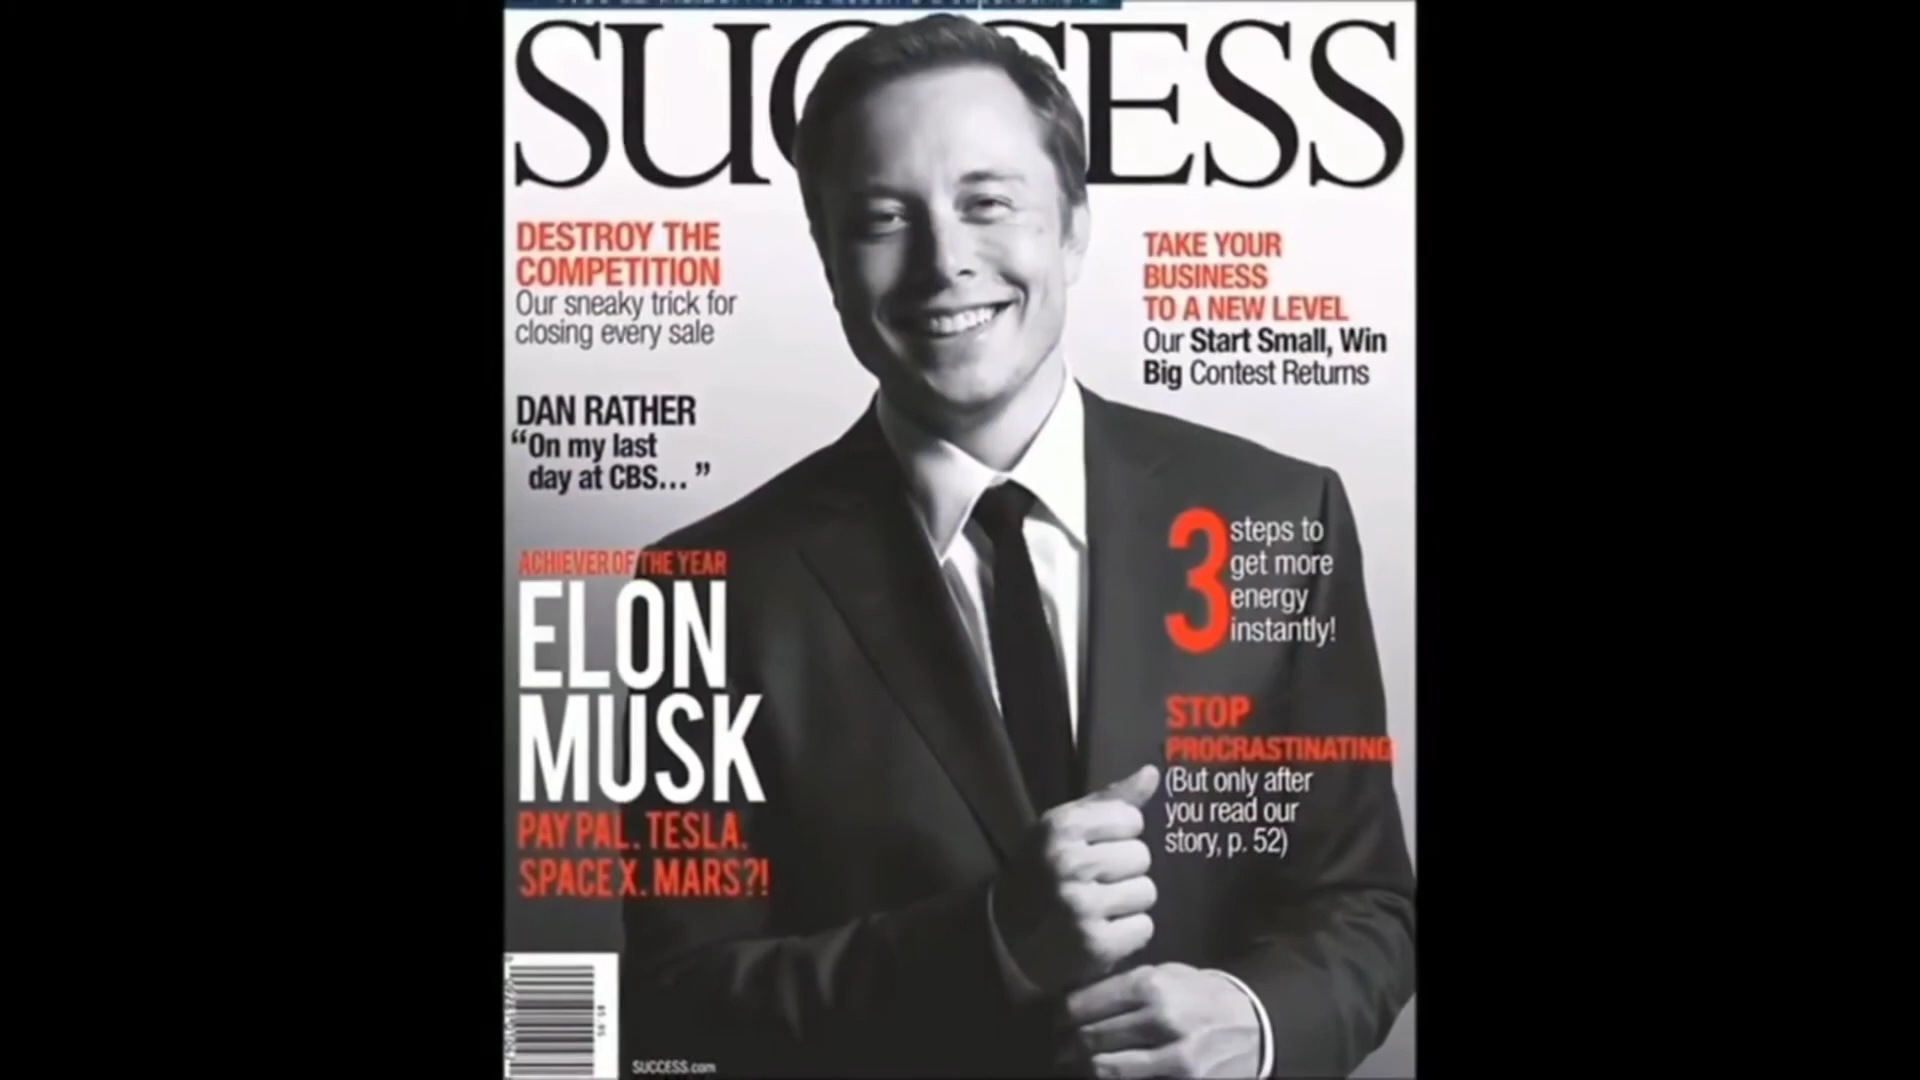 SUCCESS
DESTROY THE
COMPETITION
Our sneaky trick for
closing every sale
DAN RATHER
“On my last
day at CBS... ”
ACHIEVER OF THE YEAR
ELON
MUSK
PAYPAL. TESLA.
SPACE X. MARS?!
TAKE YOUR
BUSINESS
TO A NEW LEVEL
Our Start Small, Win
Big Contest Returns
3 steps to
get more
energy
instantly!
STOP
PROCRASTINATING
(But only after
you read our
story, p. 52)
SUCCESS.com